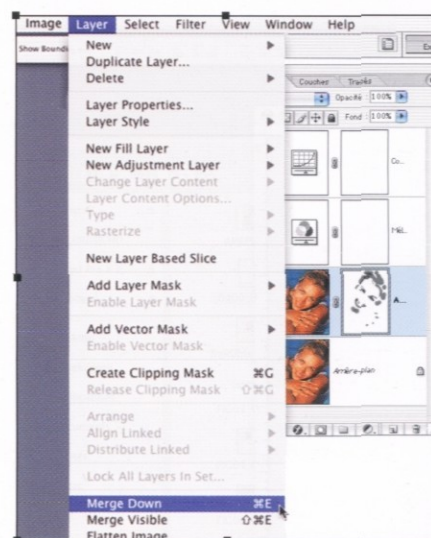 Image Layer Select Filter View Window Help
Show Bound
New
Duplicate Layer...
Delete
Layer Properties...
Layer Style
New Fill Layer
New Adjustment Layer
Change Layer Content
Layer Content Options...
Type
Rasterize
New Layer Based Slice
Add Layer Mask
Enable Layer Mask
Add Vector Mask
Enable Vector Mask
Create Clipping Mask ⌘G
Release Clipping Mask ⇧⌘G
Arrange
Align Linked
Distribute Linked
Lock All Layers In Set...
Merge Down ⌘E
Merge Visible ⇧⌘E
Flatten Image
Couches Tracés
Opacité 100%
Fond : 100%
Co...
Mél.
A...
Arrière-plan